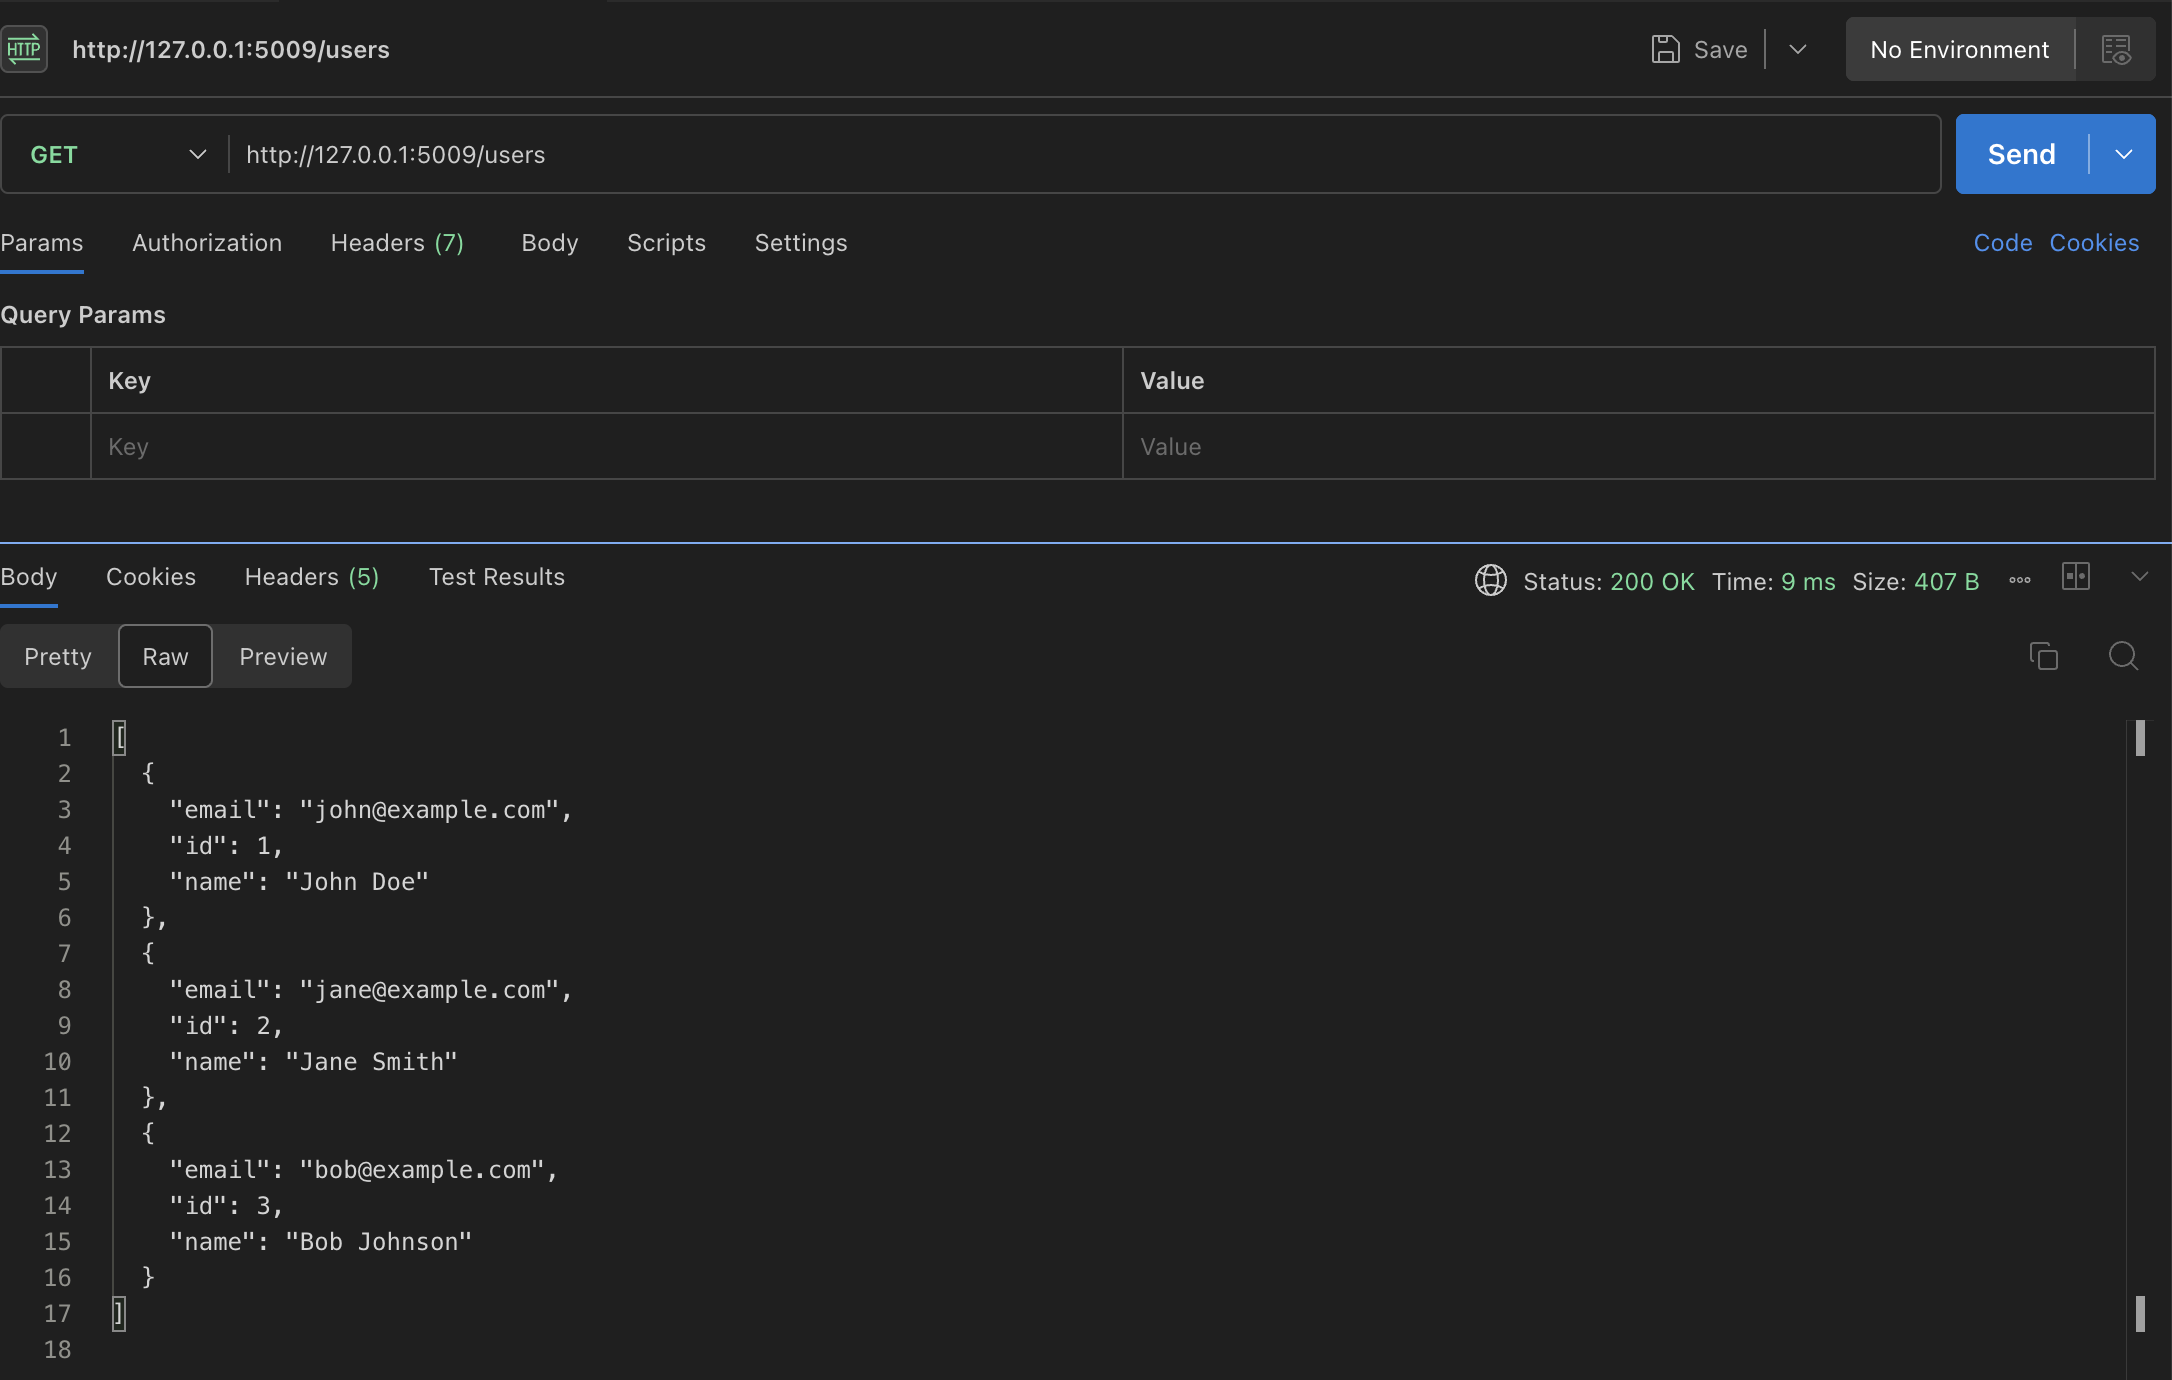 HTTP http://127.0.0.1:5009/users Save No Environment
GET http://127.0.0.1:5009/users Send
Params Authorization Headers (7) Body Scripts Settings Code Cookies
Query Params
Key Value
Key Value
Body Cookies Headers (5) Test Results Status: 200 OK Time: 9 ms Size: 407 B
Pretty Raw Preview
1 [
2 {
3 "email": "john@example.com",
4 "id": 1,
5 "name": "John Doe"
6 },
7 {
8 "email": "jane@example.com",
9 "id": 2,
10 "name": "Jane Smith"
11 },
12 {
13 "email": "bob@example.com",
14 "id": 3,
15 "name": "Bob Johnson"
16 }
17 ]
18